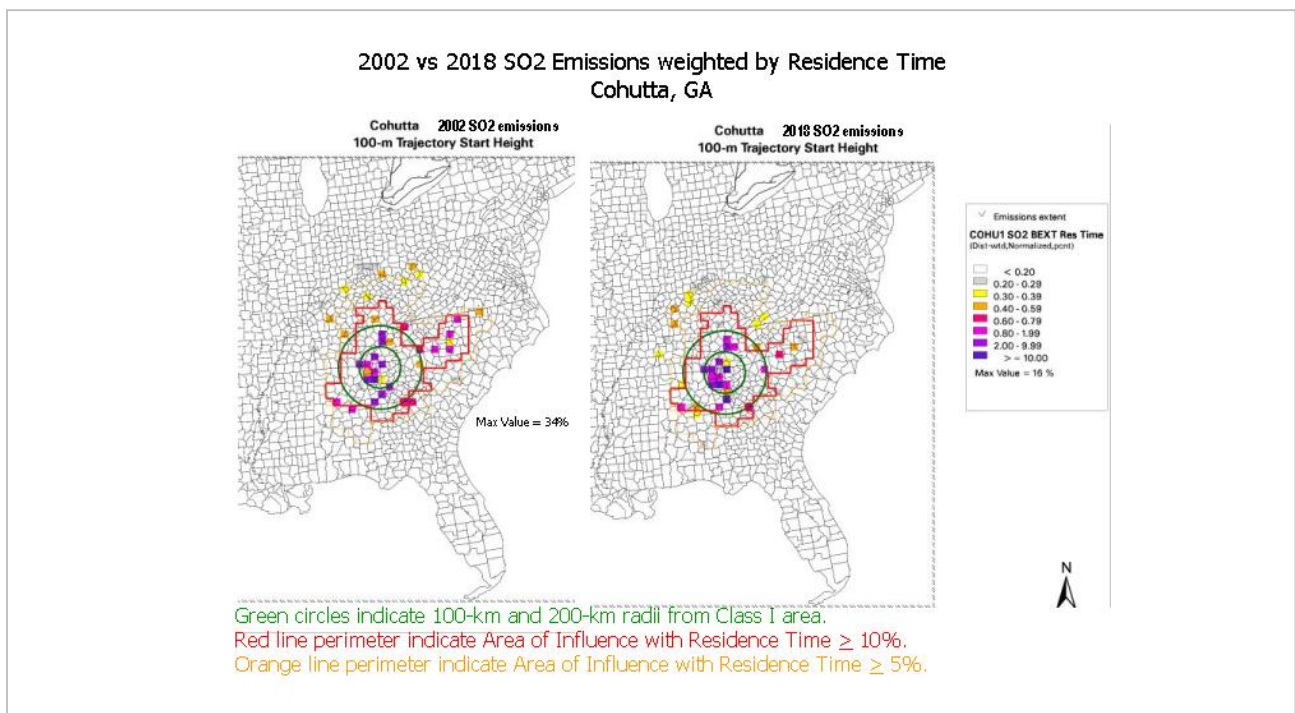 2002 vs 2018 SO2 Emissions weighted by Residence Time
Cohutta, GA
Cohutta 2002 SO2 emissions
100-m Trajectory Start Height
Cohutta 2018 SO2 emissions
100-m Trajectory Start Height
Emissions extent
COHU1 SO2 BEXT Res Time
(Dist-wtd,Normalized,pcnt)
< 0.20
0.20 - 0.29
0.30 - 0.39
0.40 - 0.59
0.60 - 0.79
0.80 - 1.99
2.00 - 9.99
> = 10.00
Max Value = 16 %
Max Value = 34%
N
Green circles indicate 100-km and 200-km radii from Class I area.
Red line perimeter indicate Area of Influence with Residence Time ≥ 10%.
Orange line perimeter indicate Area of Influence with Residence Time ≥ 5%.